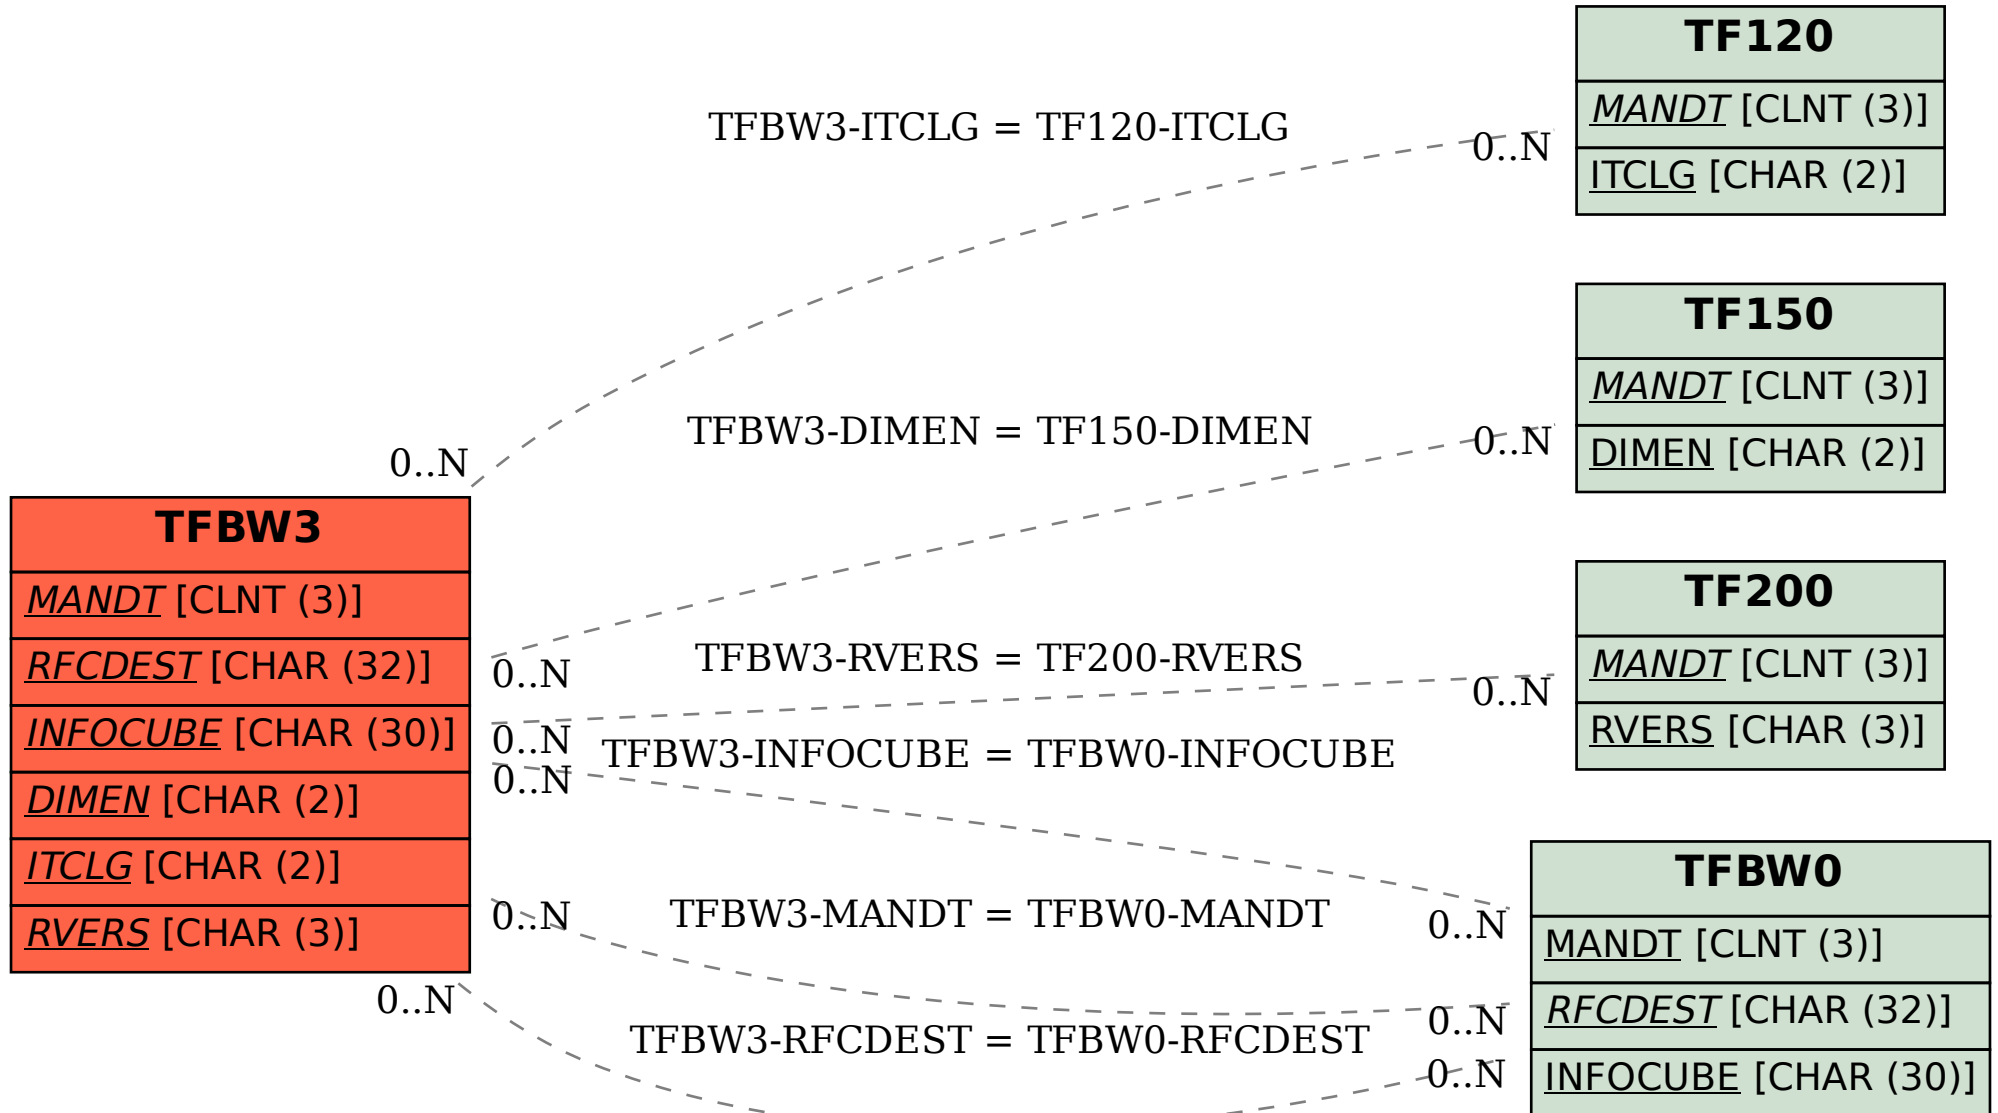 TF120
MANDT [CLNT (3)]
ITCLG [CHAR (2)]
TFBW3-ITCLG = TF120-ITCLG
0..N
0..N
TF150
MANDT [CLNT (3)]
DIMEN [CHAR (2)]
TFBW3-DIMEN = TF150-DIMEN
0..N
0..N
TF200
MANDT [CLNT (3)]
RVERS [CHAR (3)]
TFBW3-RVERS = TF200-RVERS
0..N
0..N
TFBW3
MANDT [CLNT (3)]
RFCDEST [CHAR (32)]
INFOCUBE [CHAR (30)]
DIMEN [CHAR (2)]
ITCLG [CHAR (2)]
RVERS [CHAR (3)]
TFBW3-INFOCUBE = TFBW0-INFOCUBE
0..N
0..N
TFBW3-MANDT = TFBW0-MANDT
0..N
0..N
TFBW3-RFCDEST = TFBW0-RFCDEST
0..N
0..N
TFBW0
MANDT [CLNT (3)]
RFCDEST [CHAR (32)]
INFOCUBE [CHAR (30)]